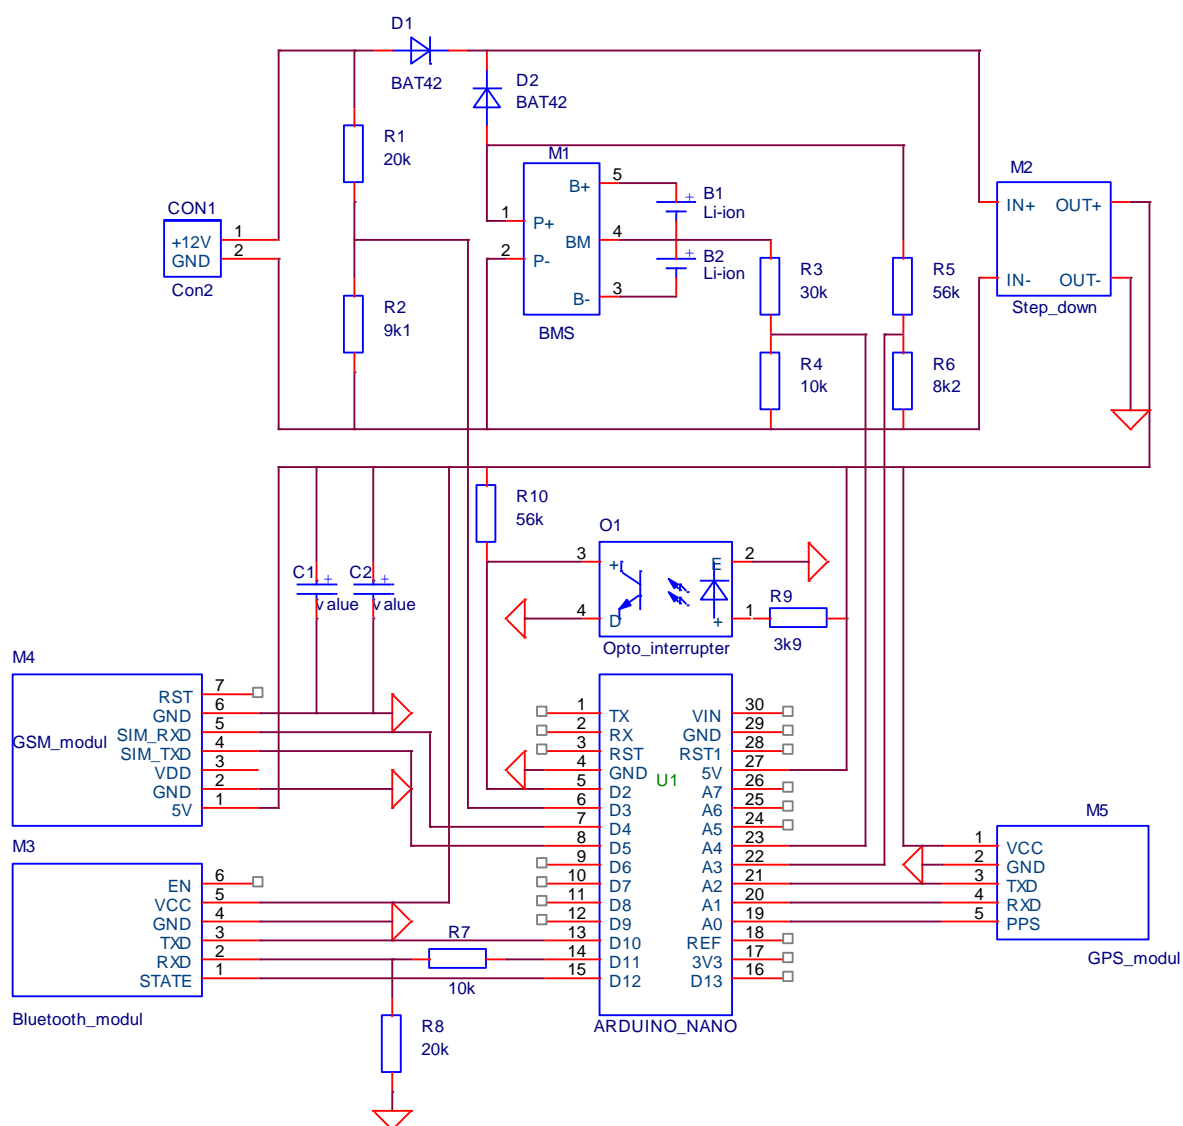 D1
BAT42
D2
BAT42
R1
20k
M1
B+
5
P+
1
BM
4
P-
2
B-
3
BMS
B1
+
Li-ion
B2
+
Li-ion
M2
IN+
OUT+
IN-
OUT-
Step_down
CON1
+12V
1
GND
2
Con2
R2
9k1
R3
30k
R5
56k
R4
10k
R6
8k2
R10
56k
O1
3
+
E
2
4
D
+
1
Opto_interrupter
R9
3k9
C1
+
value
C2
+
value
M4
GSM_modul
RST
7
GND
6
SIM_RXD
5
SIM_TXD
4
VDD
3
GND
2
5V
1
M3
EN
6
VCC
5
GND
4
TXD
3
RXD
2
STATE
1
Bluetooth_modul
R7
10k
R8
20k
U1
1 TX VIN 30
2 RX GND 29
3 RST RST1 28
4 GND 5V 27
5 D2 A7 26
6 D3 A6 25
7 D4 A5 24
8 D5 A4 23
9 D6 A3 22
10 D7 A2 21
11 D8 A1 20
12 D9 A0 19
13 D10 REF 18
14 D11 3V3 17
15 D12 D13 16
ARDUINO_NANO
M5
1 VCC
2 GND
3 TXD
4 RXD
5 PPS
GPS_modul